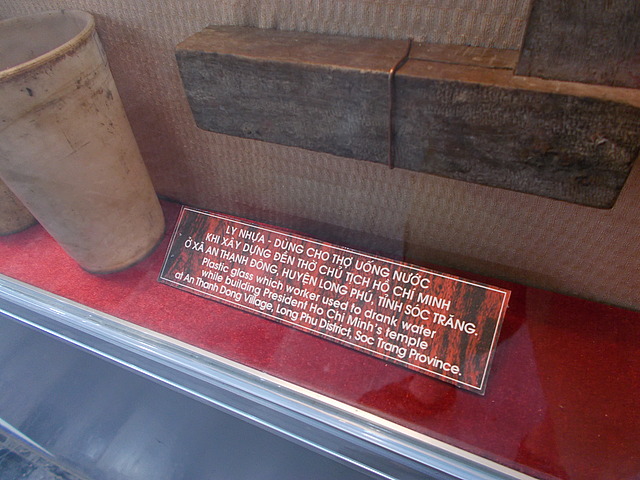 LY NHỰA - DÙNG CHO THỢ UỐNG NƯỚC
KHI XÂY DỰNG ĐỀN THỜ CHỦ TỊCH HỒ CHÍ MINH
Ở XÃ AN THẠNH ĐÔNG, HUYỆN LONG PHÚ, TỈNH SÓC TRĂNG.
Plastic glass which worker used to drank water
while building President Ho Chi Minh's temple
at An Thanh Dong Village, Long Phu District, Soc Trang Province.